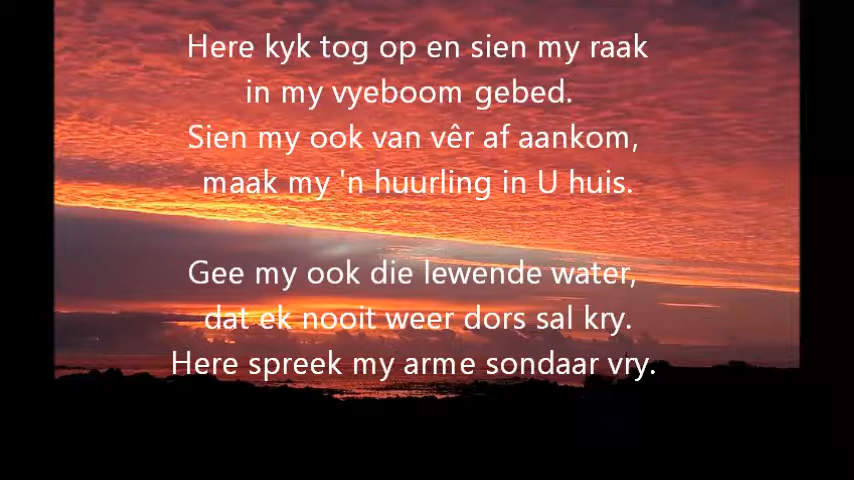 Here kyk tog op en sien my raak
in my vyeboom gebed.
Sien my ook van vêr af aankom,
maak my 'n huurling in U huis.
Gee my ook die lewende water,
dat ek nooit weer dors sal kry.
Here spreek my arme sondaar vry.